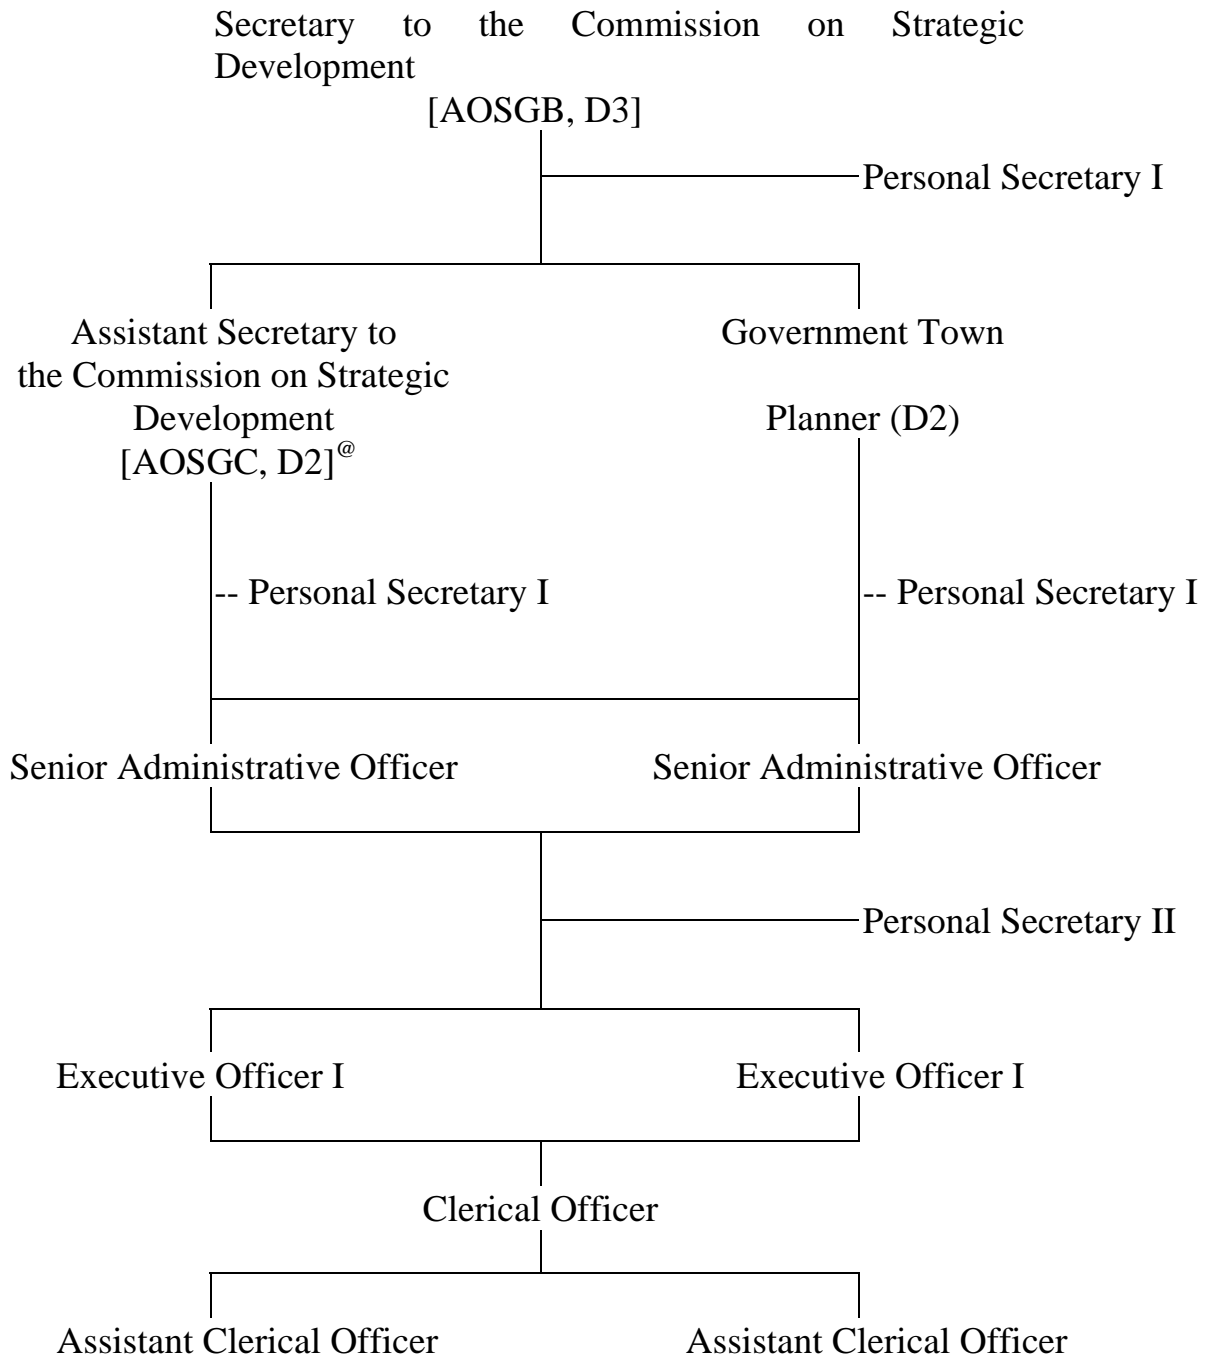 Secretary to the Commission on Strategic
Development
[AOSGB, D3]
Personal Secretary I
Assistant Secretary to
the Commission on Strategic
Development
[AOSGC, D2]@
Government Town
Planner (D2)
-- Personal Secretary I
-- Personal Secretary I
Senior Administrative Officer
Senior Administrative Officer
Personal Secretary II
Executive Officer I
Executive Officer I
Clerical Officer
Assistant Clerical Officer
Assistant Clerical Officer